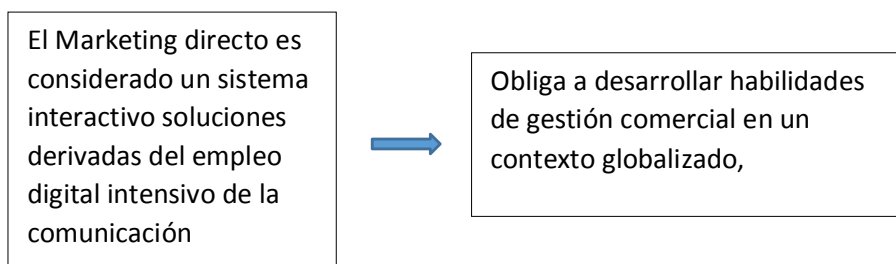 El Marketing directo es
considerado un sistema
interactivo soluciones
derivadas del empleo
digital intensivo de la
comunicación
Obliga a desarrollar habilidades
de gestión comercial en un
contexto globalizado,